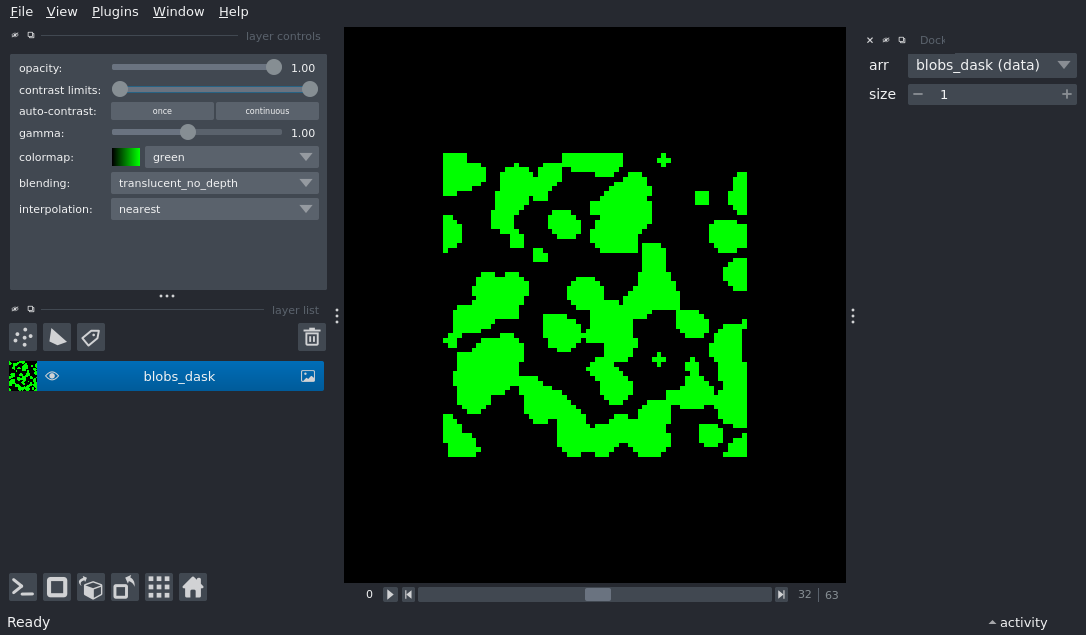 File View Plugins Window Help
layer controls
opacity: 1.00
contrast limits:
auto-contrast: once continuous
gamma: 1.00
colormap: green
blending: translucent_no_depth
interpolation: nearest
layer list
blobs_dask
0 32 63
Ready
Dock
arr blobs_dask (data)
size 1
activity